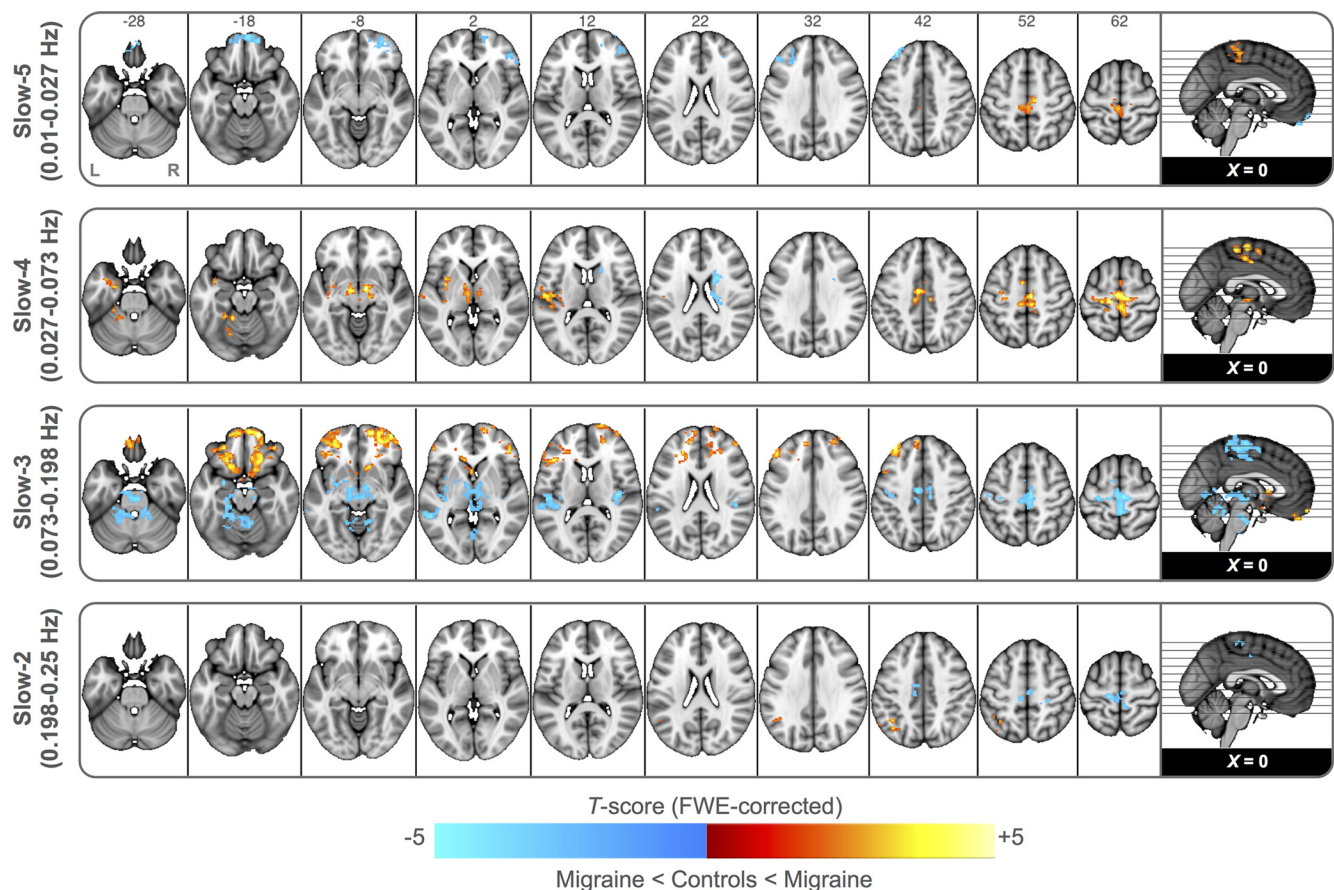 -28 -18 -8 2 12 22 32 42 52 62
Slow-5
(0.01-0.027 Hz)
L R
X = 0
Slow-4
(0.027-0.073 Hz)
X = 0
Slow-3
(0.073-0.198 Hz)
X = 0
Slow-2
(0.198-0.25 Hz)
X = 0
T-score (FWE-corrected)
-5 +5
Migraine < Controls < Migraine